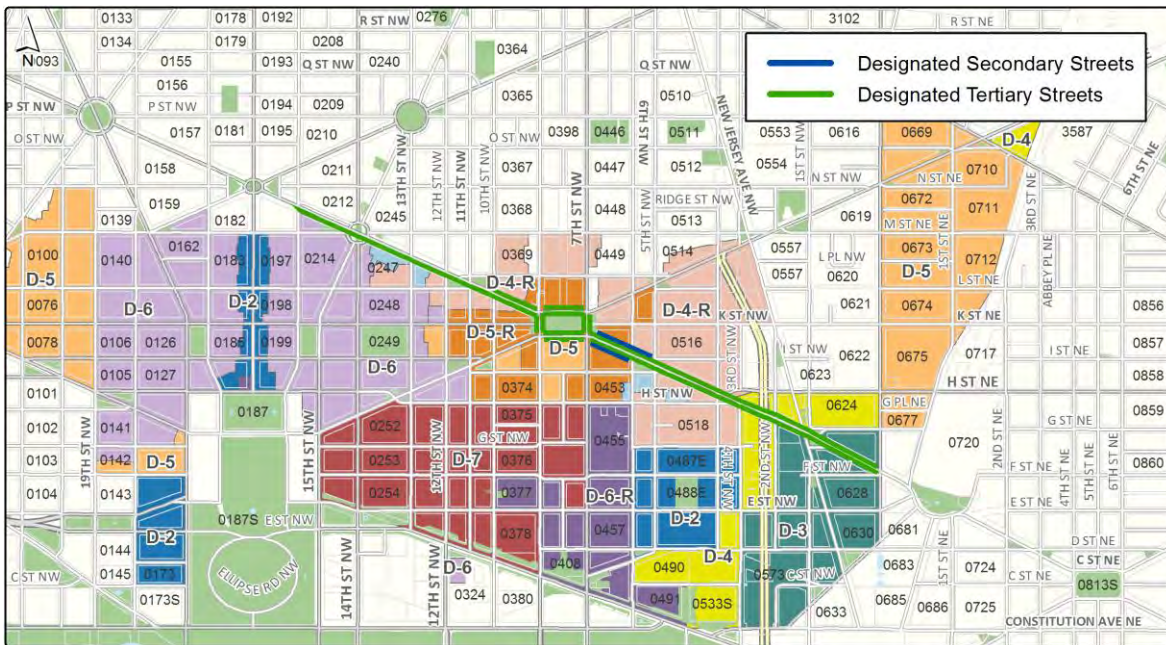 Designated Secondary Streets
Designated Tertiary Streets
N
093
0134
0178
0192
R ST NW
0276
3102
R ST NE
0133
0179
0208
0364
0155
0193
Q ST NW
0240
Q ST NW
0156
P ST NW
P ST NW
0194
0209
0365
6TH ST NW
0510
NEW JERSEY AVE NW
O ST NW
0157
0181
0195
0210
13TH ST NW
O ST NW
0398
0446
0511
0553
1ST ST NW
0616
0669
D-4
3587
0158
0211
12TH ST NW
11TH ST NW
10TH ST NW
0367
0447
0512
0554
N ST NW
N ST NE
0710
6TH ST NE
0159
0212
0245
0368
7TH ST NW
0448
5TH ST NW
RIDGE ST NW
0513
0619
0672
M ST NE
0711
3RD ST NE
0139
0182
0162
0100
0140
0183
0197
0214
0247
0369
0449
0514
0557
L PL NW
0673
1ST ST NE
0712
ABBEY PL NE
D-5
D-4-R
0557
0620
D-5
L ST NE
0076
D-6
D-2
0198
0248
D-4-R
K ST NW
0621
0674
K ST NE
0856
0078
0106
0126
0185
0199
0249
D-5-R
D-5
0516
3RD ST NW
I ST NW
0622
0675
0717
I ST NE
0857
0105
0127
D-6
0374
0453
H ST NW
0623
H ST NE
0858
0101
0187
0624
G PL NE
0677
0102
19TH ST NW
0141
15TH ST NW
0252
0375
G ST NW
0455
0518
2ND ST NW
0720
2ND ST NE
G ST NE
0859
0103
0142
D-5
0253
12TH ST NW
D-7
0376
0487E
F ST NW
F ST NE
4TH ST NE
5TH ST NE
6TH ST NE
0860
0104
0143
0254
0377
D-6-R
0488E
E ST NW
0628
E ST NE
0187S
E ST NW
0144
D-2
ELLIPSE RD NW
14TH ST NW
0378
0457
D-2
D-3
0630
0681
1ST ST NE
D ST NE
C ST NW
0145
0173
12TH ST NW
D-6
0408
0490
D-4
0573
C ST NW
0683
0724
C ST NE
C ST NE
0813S
0173S
0324
0380
0491
0533S
0633
0685
0686
0725
CONSTITUTION AVE NE